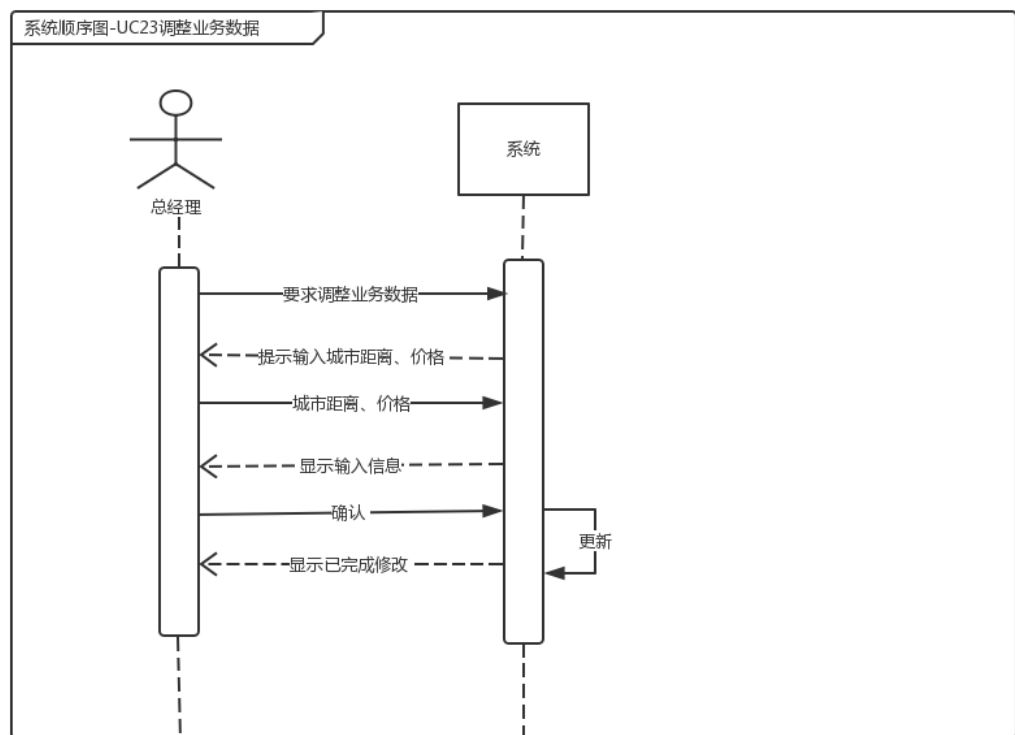 系统顺序图-UC23调整业务数据
系统
总经理
要求调整业务数据
提示输入城市距离、价格
城市距离、价格
显示输入信息
确认
更新
显示已完成修改